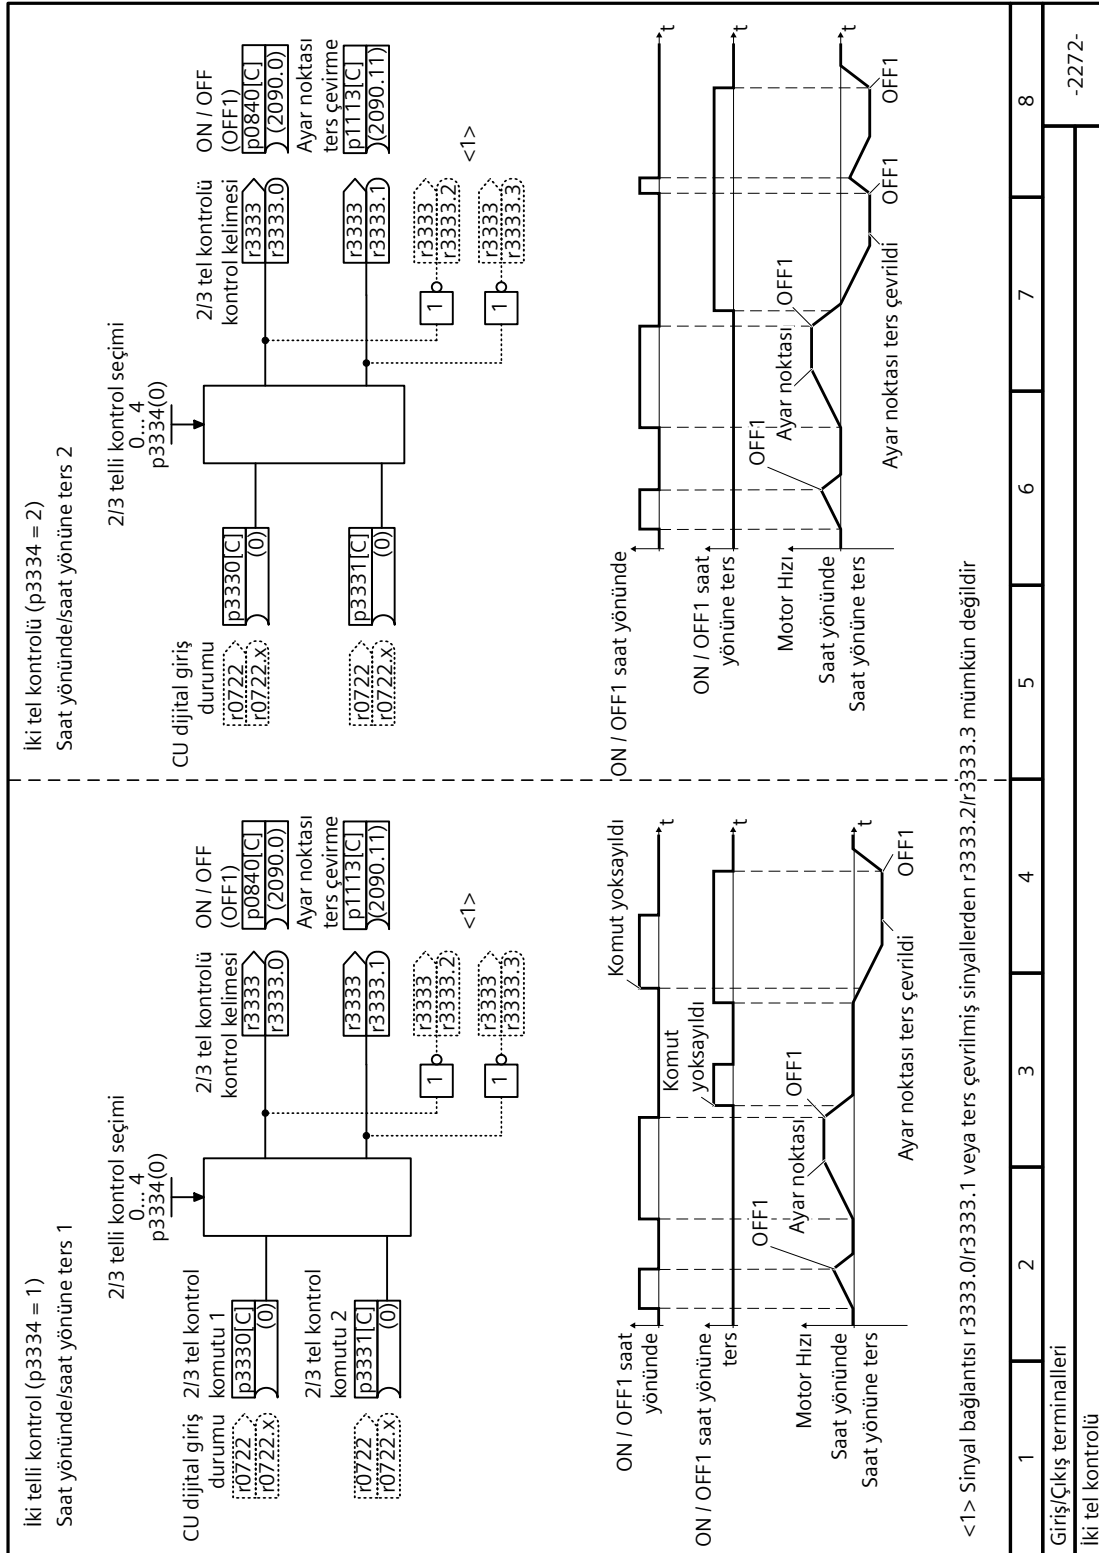 İki telli kontrol (p3334 = 1)
Saat yönünde/saat yönüne ters 1
2/3 telli kontrol seçimi
0... 4
p3334(0)
CU dijital giriş
durumu
r0722
r0722.x
2/3 tel kontrol
komutu 1
p3330[C]
(0)
2/3 tel kontrol
komutu 2
r0722
r0722.x
p3331[C]
(0)
2/3 tel kontrolü
kontrol kelimesi
r3333
r3333.0
r3333
r3333.1
ON / OFF
(OFF1)
p0840[C]
(2090.0)
Ayar noktası
ters çevirme
p1113[C]
(2090.11)
1
r3333
r3333.2
1
r3333
r3333.3
<1>
ON / OFF1 saat
yönünde
Komut yoksayıldı
t
ON / OFF1 saat yönüne
ters
Komut
yoksayıldı
t
Motor Hızı
Saat yönünde
Saat yönüne ters
OFF1
Ayar noktası
OFF1
Ayar noktası ters çevrildi
OFF1
t
İki tel kontrolü (p3334 = 2)
Saat yönünde/saat yönüne ters 2
2/3 telli kontrol seçimi
0... 4
p3334(0)
CU dijital giriş
durumu
r0722
r0722.x
p3330[C]
(0)
r0722
r0722.x
p3331[C]
(0)
2/3 tel kontrolü
kontrol kelimesi
r3333
r3333.0
r3333
r3333.1
ON / OFF
(OFF1)
p0840[C]
(2090.0)
Ayar noktası
ters çevirme
p1113[C]
(2090.11)
1
r3333
r3333.2
1
r3333
r3333.3
<1>
ON / OFF1 saat yönünde
t
ON / OFF1 saat
yönüne ters
t
Motor Hızı
Saat yönünde
Saat yönüne ters
OFF1
Ayar noktası
OFF1
Ayar noktası ters çevrildi
OFF1
OFF1
t
<1> Sinyal bağlantısı r3333.0/r3333.1 veya ters çevrilmiş sinyallerden r3333.2/r3333.3 mümkün değildir
1 2 3 4 5 6 7 8
Giriş/Çıkış terminalleri
İki tel kontrolü
-2272-